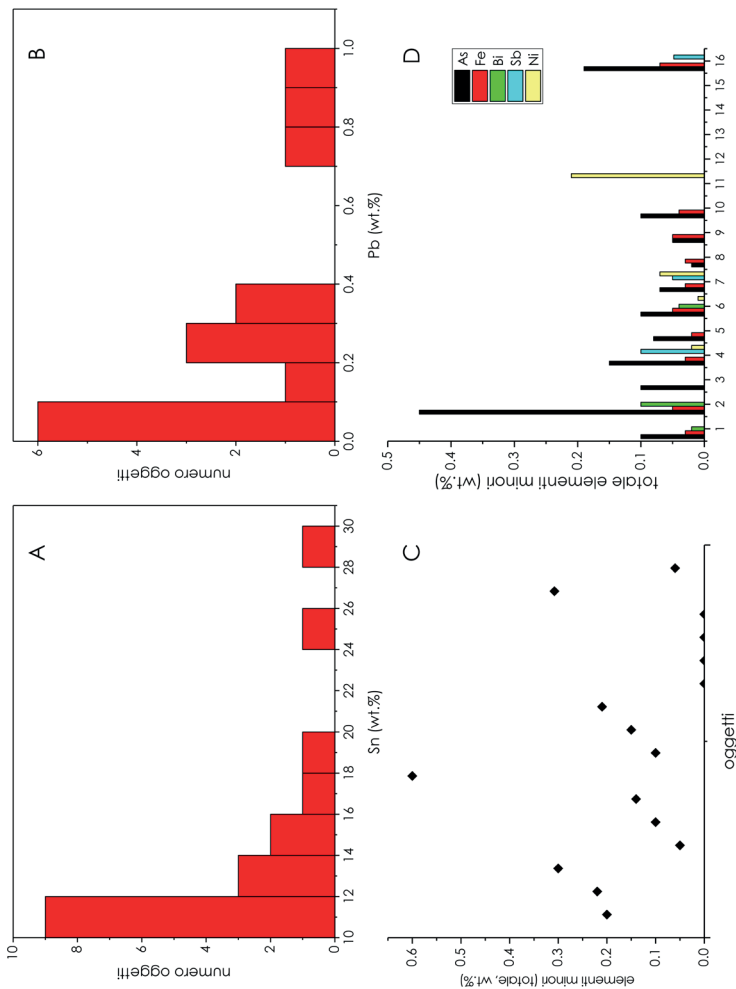 A
numero oggetti
10
8
6
4
2
0
10 12 14 16 18 20 22 24 26 28 30
Sn (wt.%)
B
numero oggetti
6
4
2
0
0.0 0.2 0.4 0.6 0.8 1.0
Pb (wt.%)
C
elementi minori (totale, wt.%)
0.6
0.5
0.4
0.3
0.2
0.1
0.0
oggetti
D
totale elementi minori (wt.%)
0.5
0.4
0.3
0.2
0.1
0.0
1 2 3 4 5 6 7 8 9 10 11 12 13 14 15 16
As
Fe
Bi
Sb
Ni